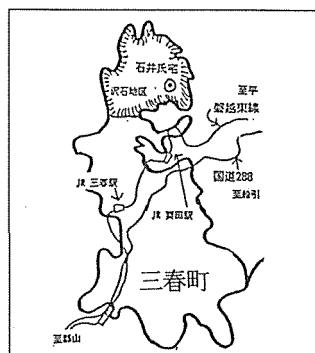 石井氏宅
沢石地区
至平
磐越東線
国道288
至船引
JR 三春駅
JR 要田駅
三春町
至郡山